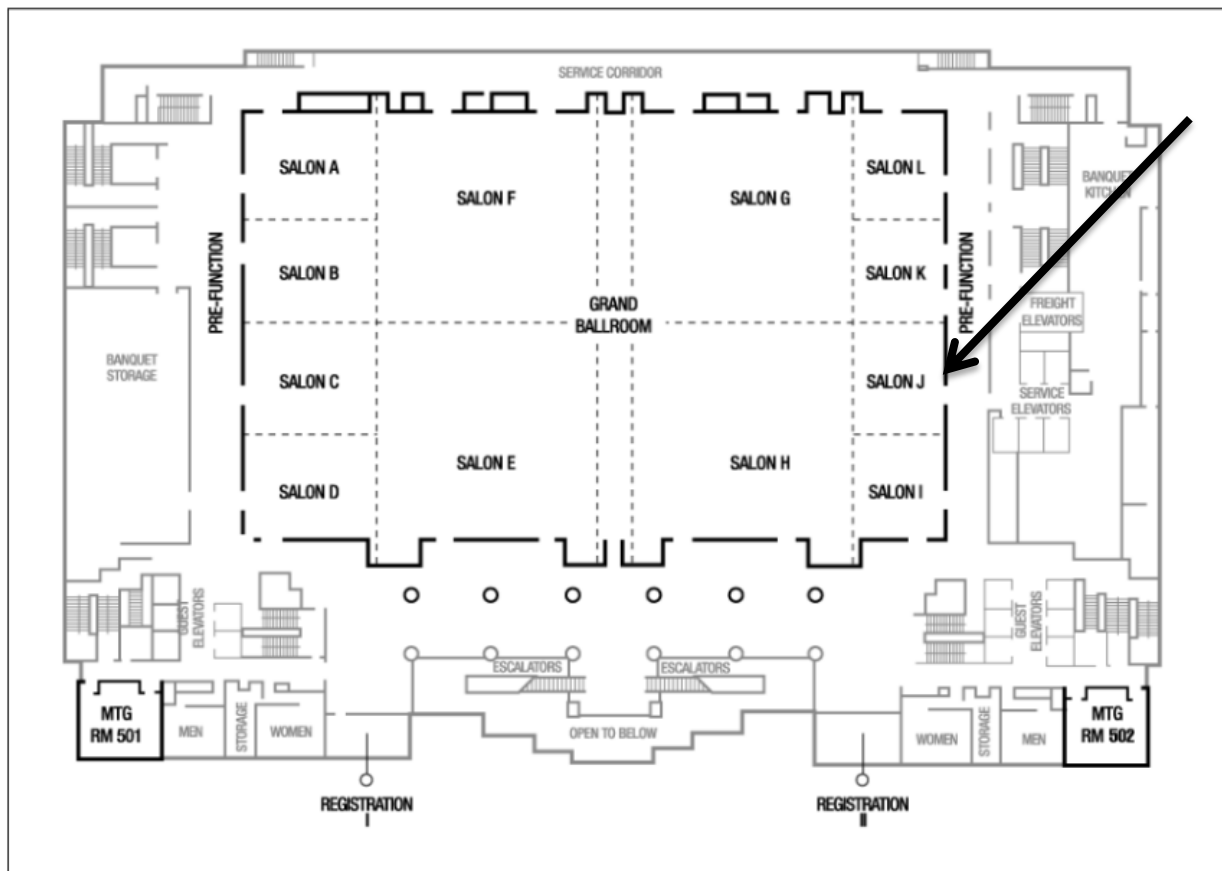 SERVICE CORRIDOR
SALON A
SALON F
SALON G
SALON L
BANQUET
KITCHEN
PRE-FUNCTION
SALON B
GRAND
BALLROOM
SALON K
PRE-FUNCTION
FREIGHT
ELEVATORS
BANQUET
STORAGE
SALON C
SALON J
SERVICE
ELEVATORS
SALON D
SALON E
SALON H
SALON I
GUEST
ELEVATORS
GUEST
ELEVATORS
ESCALATORS
ESCALATORS
MTG
RM 501
MEN
STORAGE
WOMEN
OPEN TO BELOW
WOMEN
STORAGE
MEN
MTG
RM 502
REGISTRATION
I
REGISTRATION
II